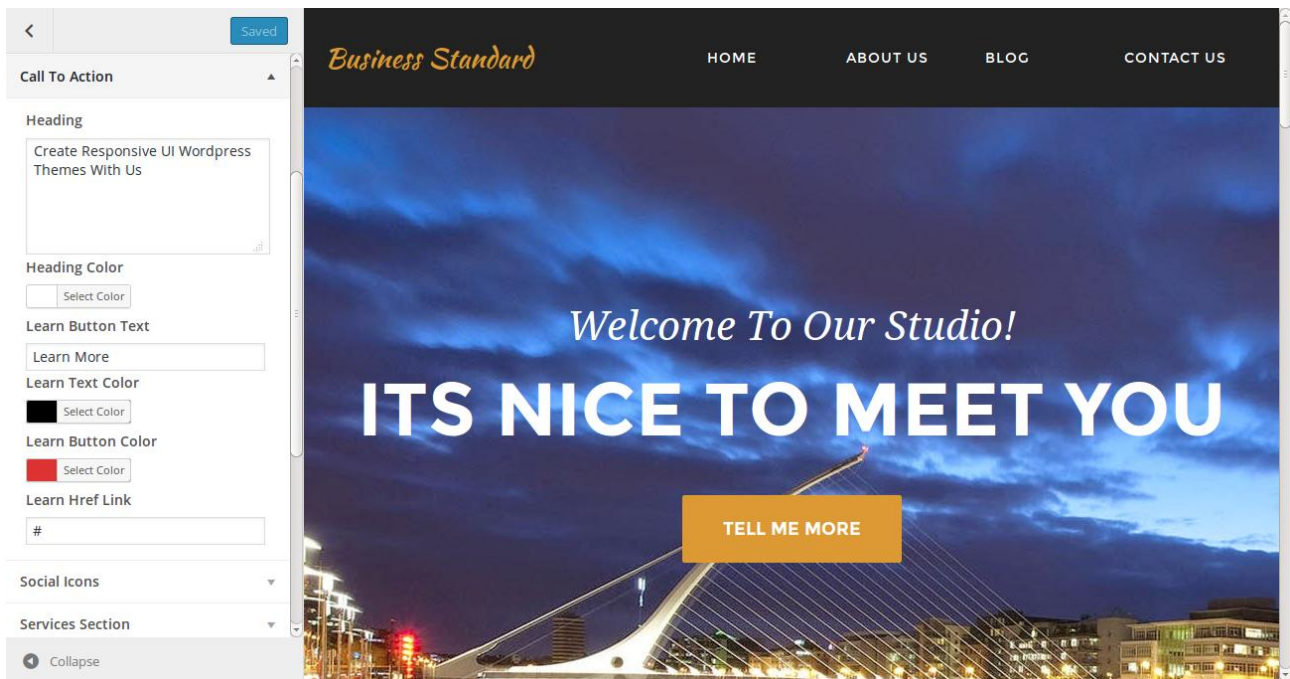 Saved
Call To Action
Heading
Create Responsive UI Wordpress
Themes With Us
Heading Color
Select Color
Learn Button Text
Learn More
Learn Text Color
Select Color
Learn Button Color
Select Color
Learn Href Link
#
Social Icons
Services Section
Collapse
Business Standard
HOME ABOUT US BLOG CONTACT US
Welcome To Our Studio!
ITS NICE TO MEET YOU
TELL ME MORE